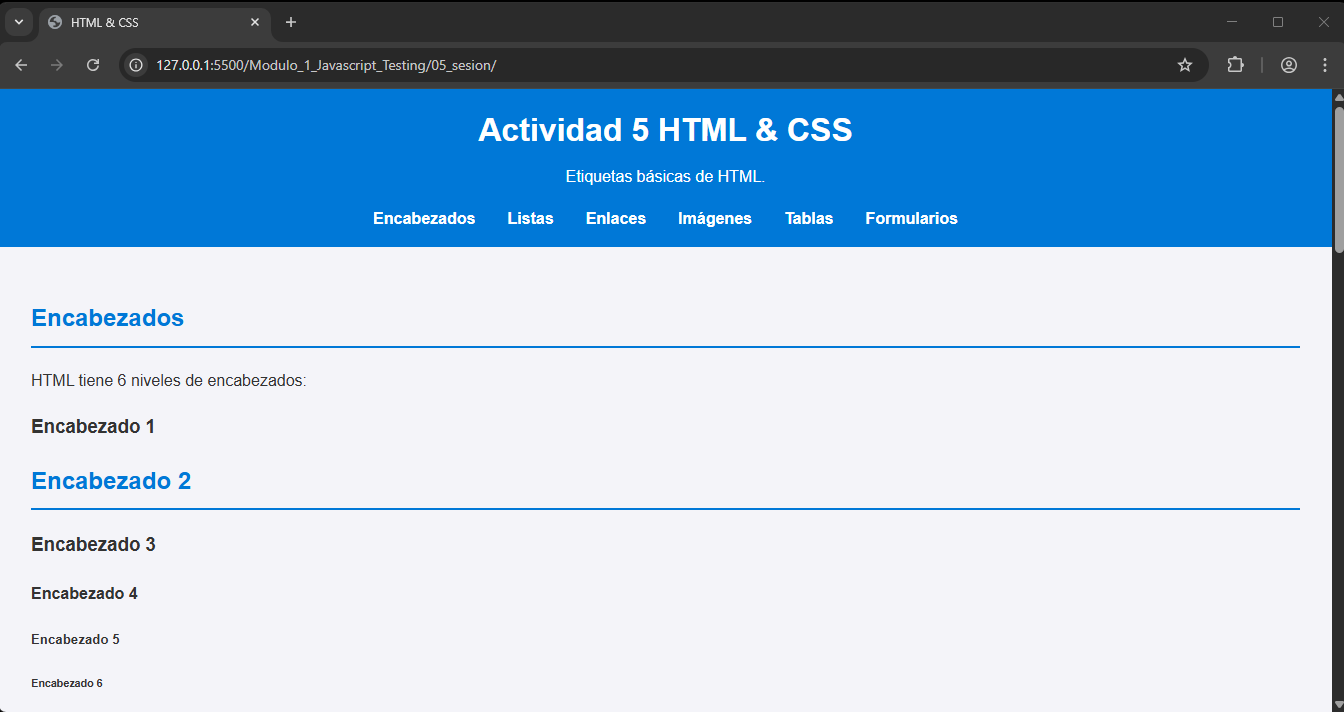 HTML & CSS
127.0.0.1:5500/Modulo_1_Javascript_Testing/05_sesion/
Actividad 5 HTML & CSS
Etiquetas básicas de HTML.
Encabezados Listas Enlaces Imágenes Tablas Formularios
Encabezados
HTML tiene 6 niveles de encabezados:
Encabezado 1
Encabezado 2
Encabezado 3
Encabezado 4
Encabezado 5
Encabezado 6